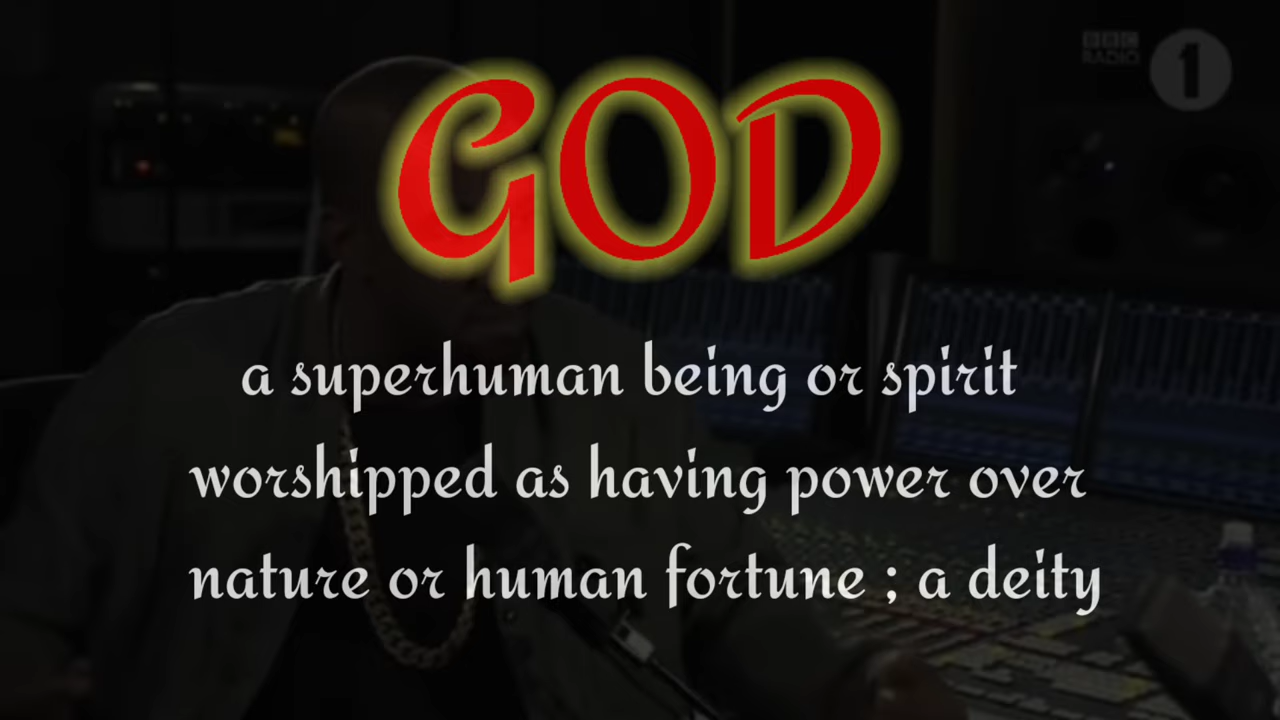 BBC
RADIO
1
GOD
a superhuman being or spirit
worshipped as having power over
nature or human fortune ; a deity